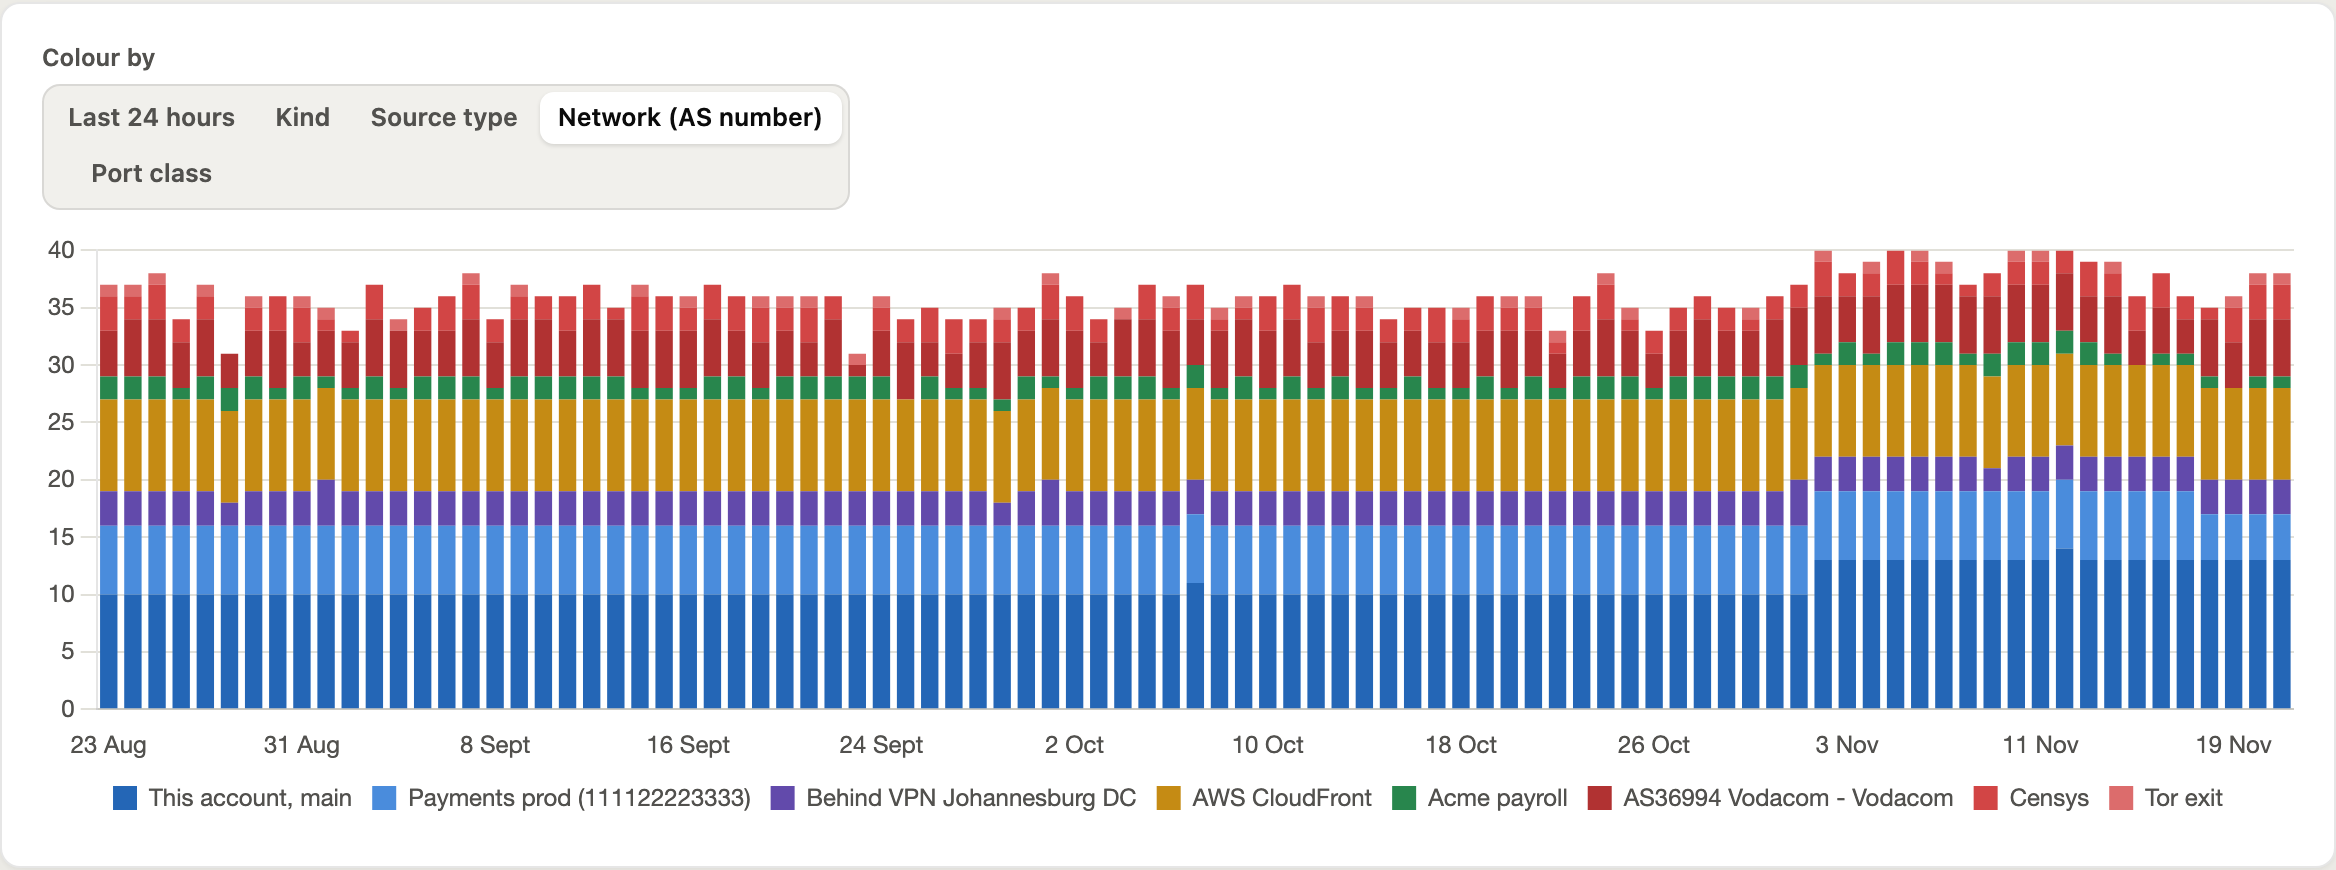 Colour by
Last 24 hours Kind Source type Network (AS number)
Port class
40
35
30
25
20
15
10
5
0
23 Aug 31 Aug 8 Sept 16 Sept 24 Sept 2 Oct 10 Oct 18 Oct 26 Oct 3 Nov 11 Nov 19 Nov
This account, main Payments prod (111122223333) Behind VPN Johannesburg DC AWS CloudFront Acme payroll AS36994 Vodacom - Vodacom Censys Tor exit